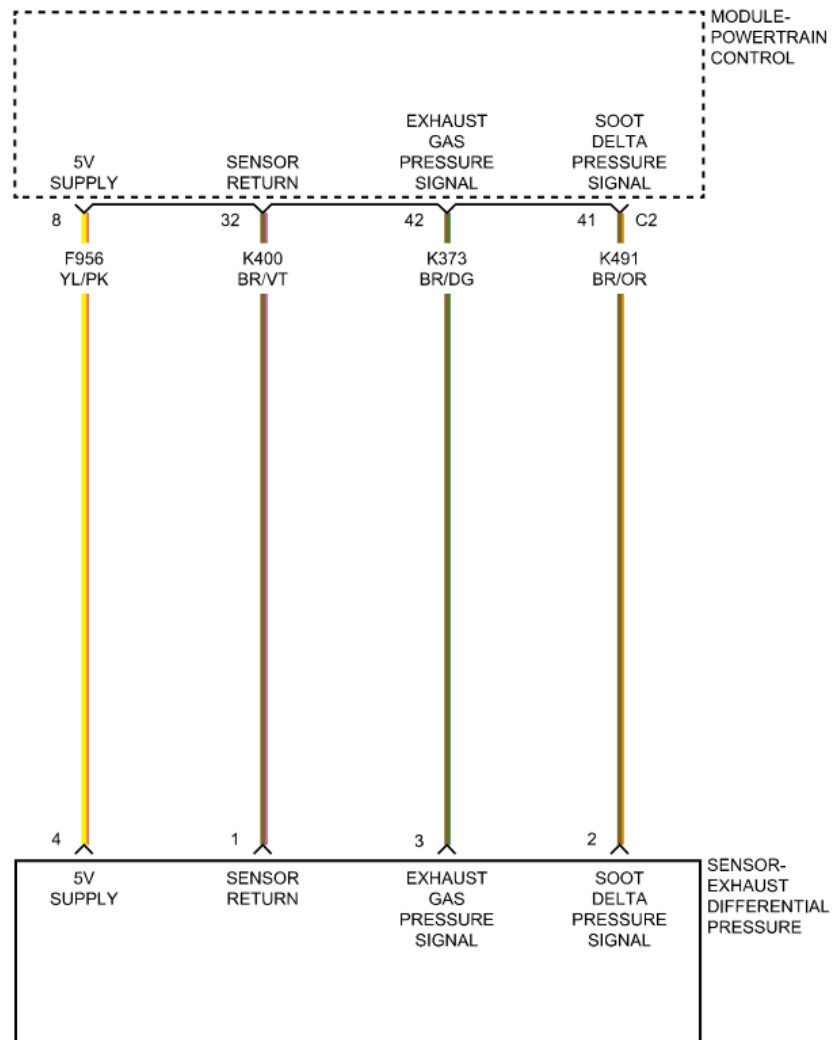 MODULE-
POWERTRAIN
CONTROL
5V
SUPPLY
SENSOR
RETURN
EXHAUST
GAS
PRESSURE
SIGNAL
SOOT
DELTA
PRESSURE
SIGNAL
8
32
42
41
C2
F956
YL/PK
K400
BR/VT
K373
BR/DG
K491
BR/OR
4
1
3
2
5V
SUPPLY
SENSOR
RETURN
EXHAUST
GAS
PRESSURE
SIGNAL
SOOT
DELTA
PRESSURE
SIGNAL
SENSOR-
EXHAUST
DIFFERENTIAL
PRESSURE